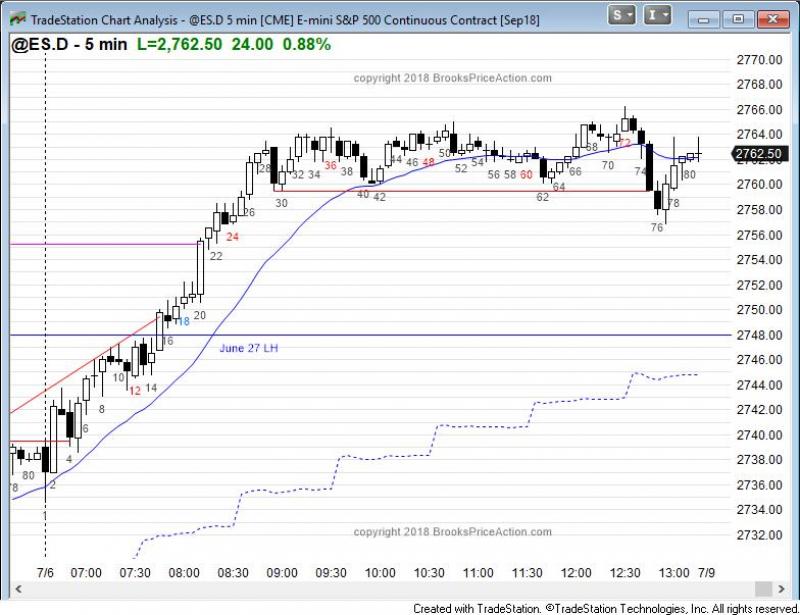 TradeStation Chart Analysis - @ES.D 5 min [CME] E-mini S&P 500 Continuous Contract [Sep18]
S I
@ES.D - 5 min L=2,762.50 24.00 0.88%
2770.00
copyright 2018 BrooksPriceAction.com
2768.00
2766.00
2764.00
2762.50
2762.00
2760.00
2758.00
2756.00
2754.00
2752.00
2750.00
2748.00
2746.00
2744.00
2742.00
2740.00
2738.00
2736.00
2734.00
2732.00
78 80 2 4 6 8 10 12 14 16 18 20 22 24 26 28 30 32 34 36 38 40 42 44 46 48 50 52 54 56 58 60 62 64 66 68 70 72 74 76 78 80
1
June 27 LH
copyright 2018 BrooksPriceAction.com
7/6 07:00 07:30 08:00 08:30 09:00 09:30 10:00 10:30 11:00 11:30 12:00 12:30 13:00 7/9
Created with TradeStation. ©TradeStation Technologies, Inc. All rights reserved.